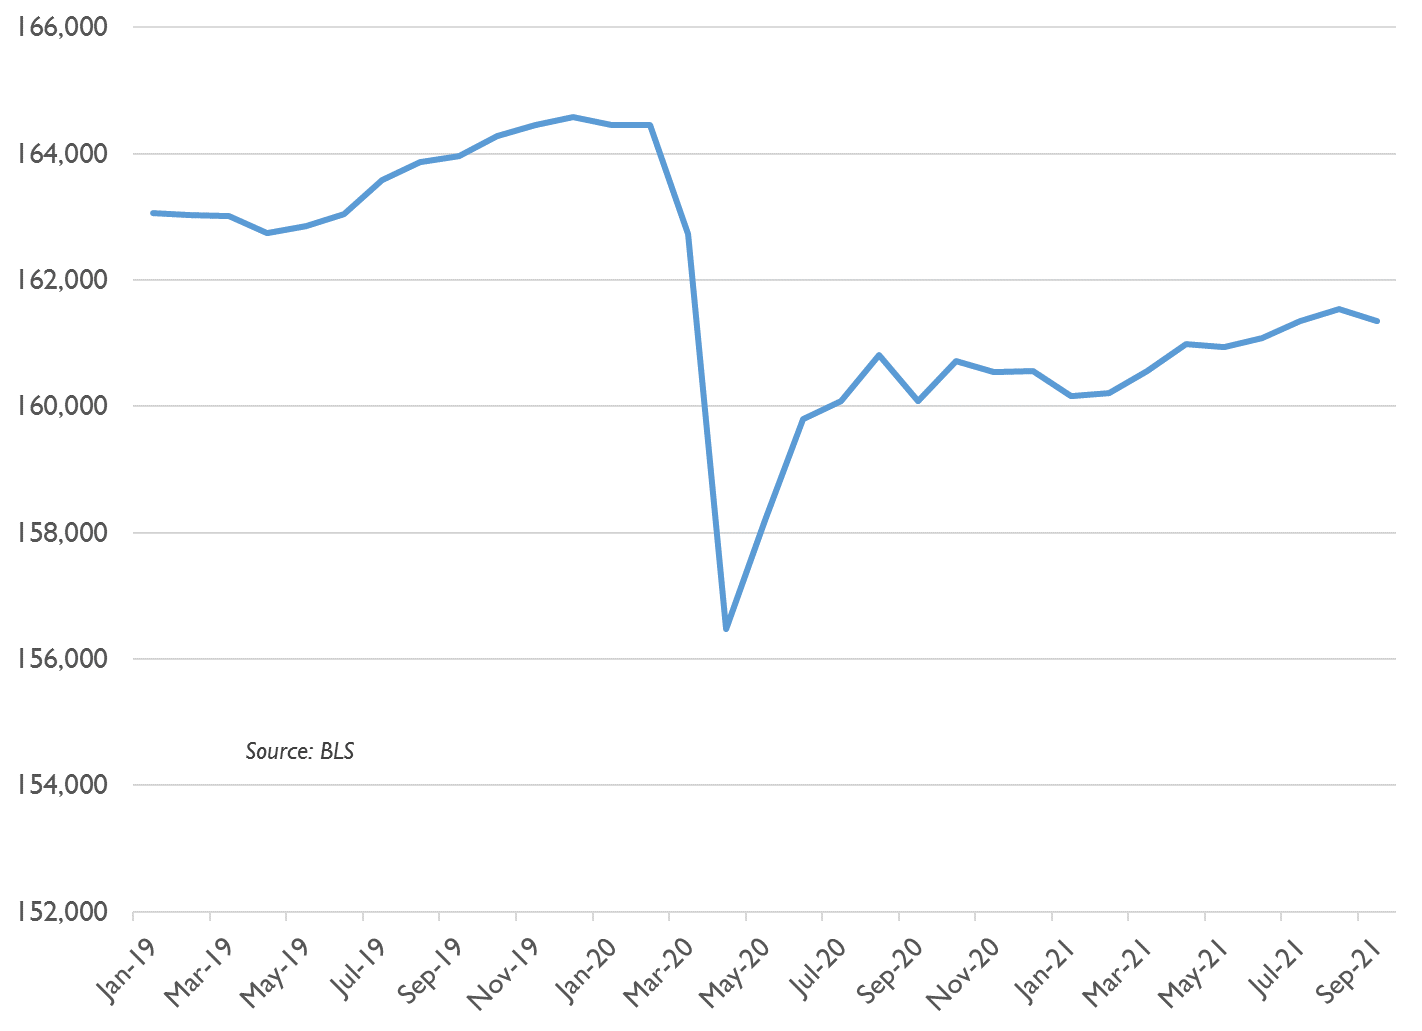 166,000
164,000
162,000
160,000
158,000
156,000
Source: BLS
154,000
152,000
Jan-19
Mar-19
May-19
Jul-19
Sep-19
Nov-19
Jan-20
Mar-20
May-20
Jul-20
Sep-20
Nov-20
Jan-21
Mar-21
May-21
Jul-21
Sep-21